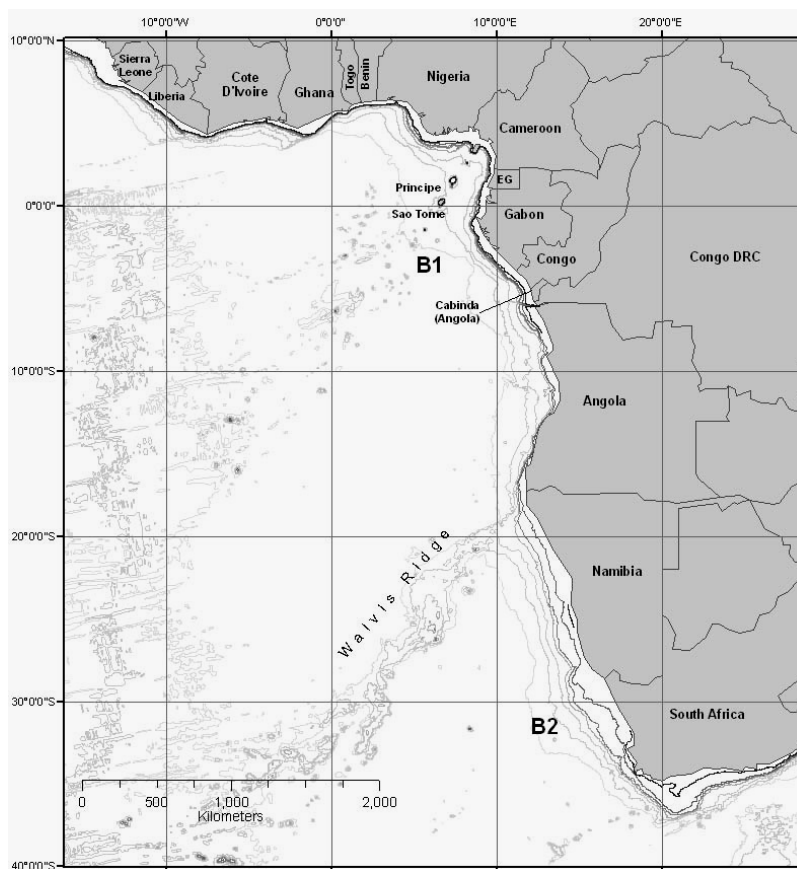 10°0'0"W
0°0'0"
10°0'0"E
20°0'0"E
10°0'0"N
Sierra
Leone
Liberia
Cote
D'Ivoire
Ghana
Togo
Benin
Nigeria
Cameroon
EG
Principe
0°0'0"
Sao Tome
Gabon
B1
Congo
Congo DRC
Cabinda
(Angola)
10°0'0"S
Angola
20°0'0"S
Walvis Ridge
Namibia
30°0'0"S
South Africa
B2
0
500
1,000
2,000
Kilometers
40°0'0"S